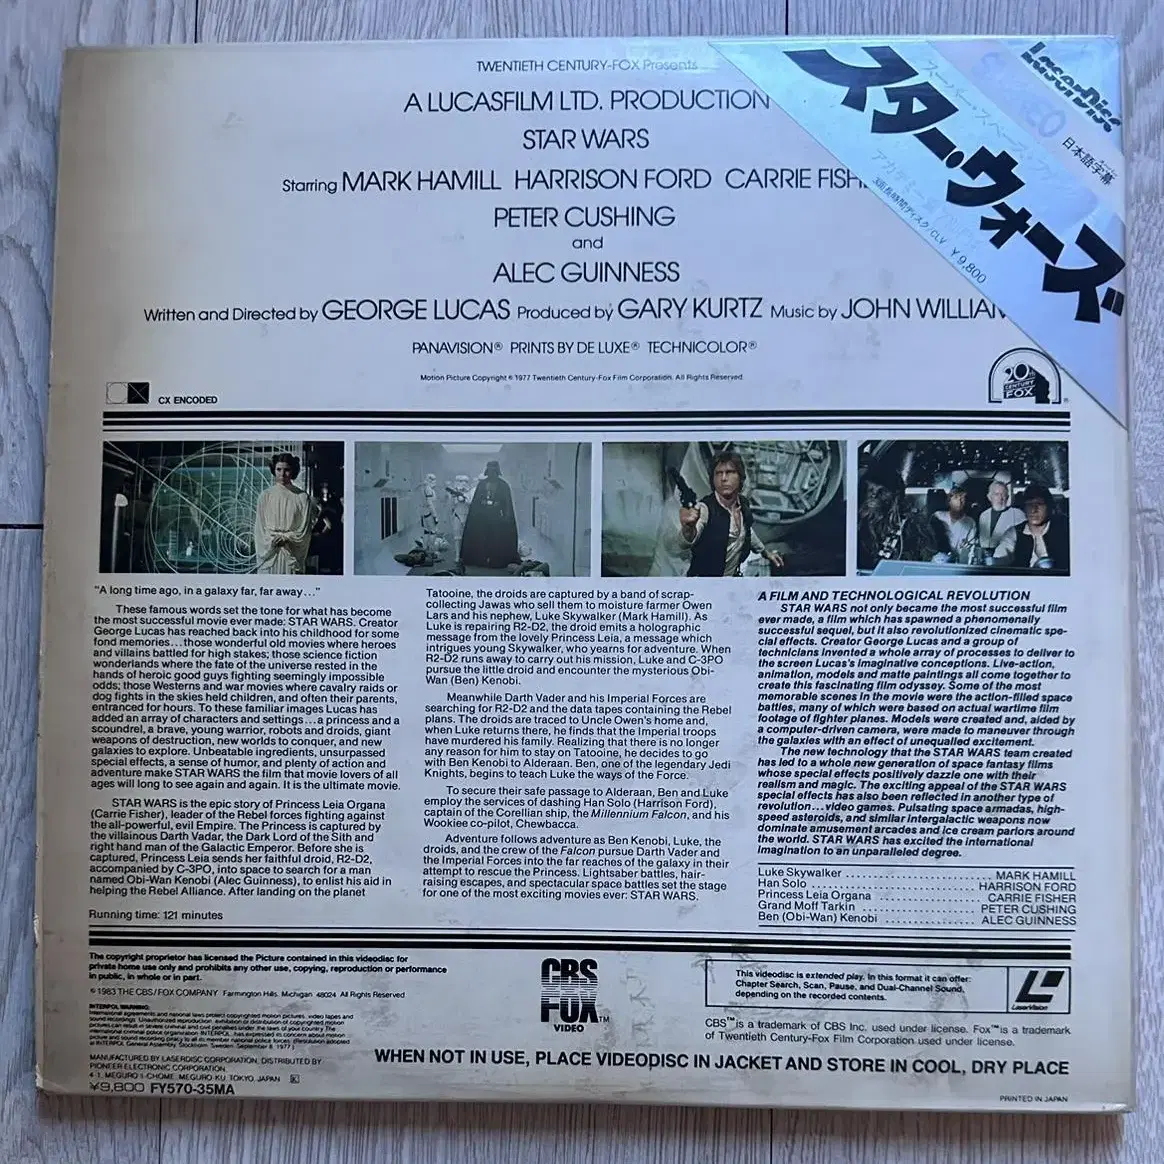 TWENTIETH CENTURY-FOX Presents
A LUCASFILM LTD. PRODUCTION
STAR WARS
Starring MARK HAMILL HARRISON FORD CARRIE FISH
PETER CUSHING
and
ALEC GUINNESS
Written and Directed by GEORGE LUCAS Produced by GARY KURTZ Music by JOHN WILLIAM
PANAVISION® PRINTS BY DE LUXE® TECHNICOLOR®
Motion Picture Copyright © 1977 Twentieth Century-Fox Film Corporation. All Rights Reserved
LaserDisc
日本語字幕
スター・ウォーズ
3面長時間ディスク/CLV ¥9,800
CX ENCODED
20th
CENTURY
FOX
®
"A long time ago, in a galaxy far, far away..."
These famous words set the tone for what has become
the most successful movie ever made: STAR WARS. Creator
George Lucas has reached back into his childhood for some
fond memories...those wonderful old movies where heroes
and villains battled for high stakes; those science fiction
wonderlands where the fate of the universe rested in the
hands of heroic good guys fighting seemingly impossible
odds; those Westerns and war movies where cavalry raids or
dog fights in the skies held children, and often their parents,
entranced for hours. To these familiar images Lucas has
added an array of characters and settings...a princess and a
scoundrel, a brave, young warrior, robots and droids, giant
weapons of destruction, new worlds to conquer, and new
galaxies to explore. Unbeatable ingredients, unsurpassed
special effects, a sense of humor, and plenty of action and
adventure make STAR WARS the film that movie lovers of all
ages will long to see again and again. It is the ultimate movie.
STAR WARS is the epic story of Princess Leia Organa
(Carrie Fisher), leader of the Rebel forces fighting against
the all-powerful, evil Empire. The Princess is captured by
the villainous Darth Vadar, the Dark Lord of the Sith and
right hand man of the Galactic Emperor. Before she is
captured, Princess Leia sends her faithful droid, R2-D2,
accompanied by C-3PO, into space to search for a man
named Obi-Wan Kenobi (Alec Guinness), to enlist his aid in
helping the Rebel Alliance. After landing on the planet
Running time: 121 minutes
Tatooine, the droids are captured by a band of scrap-
collecting Jawas who sell them to moisture farmer Owen
Lars and his nephew, Luke Skywalker (Mark Hamill). As
Luke is repairing R2-D2, the droid emits a holographic
message from the lovely Princess Leia, a message which
intrigues young Skywalker, who yearns for adventure. When
R2-D2 runs away to carry out his mission, Luke and C-3PO
pursue the little droid and encounter the mysterious Obi-
Wan (Ben) Kenobi.
Meanwhile Darth Vader and his Imperial Forces are
searching for R2-D2 and the data tapes containing the Rebel
plans. The droids are traced to Uncle Owen's home and,
when Luke returns there, he finds that the Imperial troops
have murdered his family. Realizing that there is no longer
any reason for him to stay on Tatooine, he decides to go
with Ben Kenobi to Alderaan. Ben, one of the legendary Jedi
Knights, begins to teach Luke the ways of the Force.
To secure their safe passage to Alderaan, Ben and Luke
employ the services of dashing Han Solo (Harrison Ford),
captain of the Corellian ship, the Millennium Falcon, and his
Wookiee co-pilot, Chewbacca.
Adventure follows adventure as Ben Kenobi, Luke, the
droids, and the crew of the Falcon pursue Darth Vader and
the Imperial Forces into the far reaches of the galaxy in their
attempt to rescue the Princess. Lightsaber battles, hair-
raising escapes, and spectacular space battles set the stage
for one of the most exciting movies ever: STAR WARS.
A FILM AND TECHNOLOGICAL REVOLUTION
STAR WARS not only became the most successful film
ever made, a film which has spawned a phenomenally
successful sequel, but it also revolutionized cinematic spe-
cial effects. Creator George Lucas and a group of
technicians invented a whole array of processes to deliver to
the screen Lucas's imaginative conceptions. Live-action,
animation, models and matte paintings all come together to
create this fascinating film odyssey. Some of the most
memorable scenes in the movie were the action-filled space
battles, many of which were based on actual wartime film
footage of fighter planes. Models were created and, aided by
a computer-driven camera, were made to maneuver through
the galaxies with an effect of unequalled excitement.
The new technology that the STAR WARS team created
has led to a whole new generation of space fantasy films
whose special effects positively dazzle one with their
realism and magic. The exciting appeal of the STAR WARS
special effects has also been reflected in another type of
revolution...video games. Pulsating space armadas, high-
speed asteroids, and similar intergalactic weapons now
dominate amusement arcades and ice cream parlors around
the world. STAR WARS has excited the international
imagination to an unparalleled degree.
Luke Skywalker .......... MARK HAMILL
Han Solo .......... HARRISON FORD
Princess Leia Organa .......... CARRIE FISHER
Grand Moff Tarkin .......... PETER CUSHING
Ben (Obi-Wan) Kenobi .......... ALEC GUINNESS
The copyright proprietor has licensed the Picture contained in this videodisc for
private home use only and prohibits any other use, copying, reproduction or performance
in public, in whole or in part.
© 1983 THE CBS/FOX COMPANY Farmington Hills, Michigan 48024 All Rights Reserved
INTERPOL WARNING:
MANUFACTURED BY LASERDISC CORPORATION, DISTRIBUTED BY
PIONEER ELECTRONIC CORPORATION
4-1, MEGURO 1-CHOME, MEGURO-KU, TOKYO, JAPAN
¥9,800 FY570-35MA
CBS
FOX
VIDEO
TM
This videodisc is extended play. In this format it can offer:
Chapter Search, Scan, Pause, and Dual-Channel Sound,
depending on the recorded contents.
LaserVision
CBS™ is a trademark of CBS Inc. used under license. Fox™ is a trademark
of Twentieth Century-Fox Film Corporation used under license.
WHEN NOT IN USE, PLACE VIDEODISC IN JACKET AND STORE IN COOL, DRY PLACE
PRINTED IN JAPAN